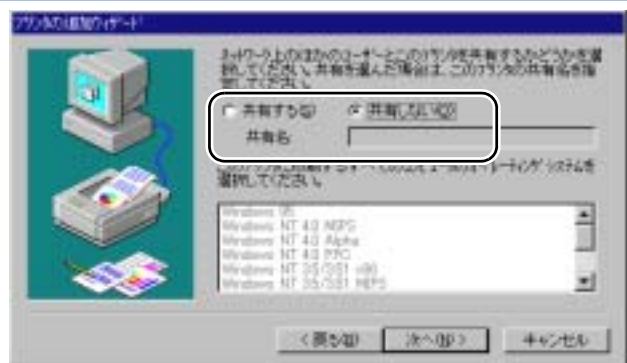 プリンタの追加ウィザード
ネットワーク上のほかのユーザーとこのプリンタを共有するかどうかを選
択してください。共有を選んだ場合は、このプリンタの共有名を指
定してください。
共有する(S) 共有しない(O)
共有名
このプリンタに印刷するすべてのコンピュータのオペレーティング システムを
選択してください。
Windows 95
Windows NT 4.0 MIPS
Windows NT 4.0 Alpha
Windows NT 4.0 PPC
Windows NT 3.5/3.51 x86
Windows NT 3.5/3.51 MIPS
< 戻る(B) 次へ(N) > キャンセル